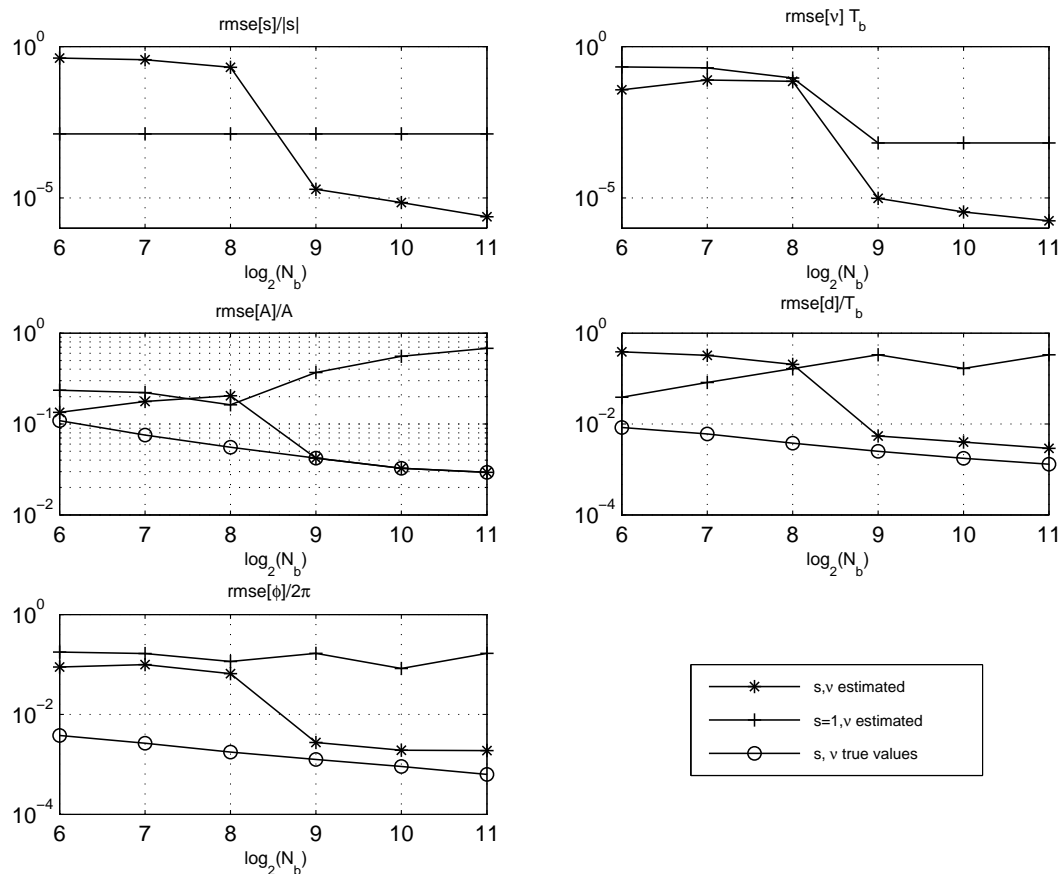 rmse[s]/|s|
10^0
10^-5
6 7 8 9 10 11
log_2(N_b)
rmse[ν] T_b
10^0
10^-5
6 7 8 9 10 11
log_2(N_b)
rmse[A]/A
10^0
10^-1
10^-2
6 7 8 9 10 11
log_2(N_b)
rmse[d]/T_b
10^0
10^-2
10^-4
6 7 8 9 10 11
log_2(N_b)
rmse[ϕ]/2π
10^0
10^-2
10^-4
6 7 8 9 10 11
log_2(N_b)
s,ν estimated
s=1,ν estimated
s, ν true values